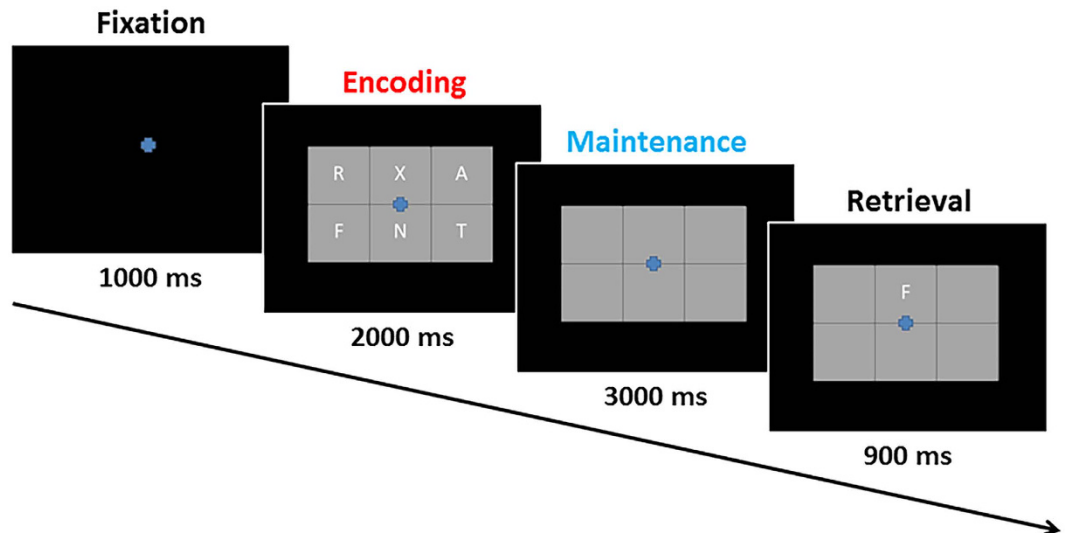 Fixation
1000 ms
Encoding
R X A
F N T
2000 ms
Maintenance
3000 ms
Retrieval
F
900 ms